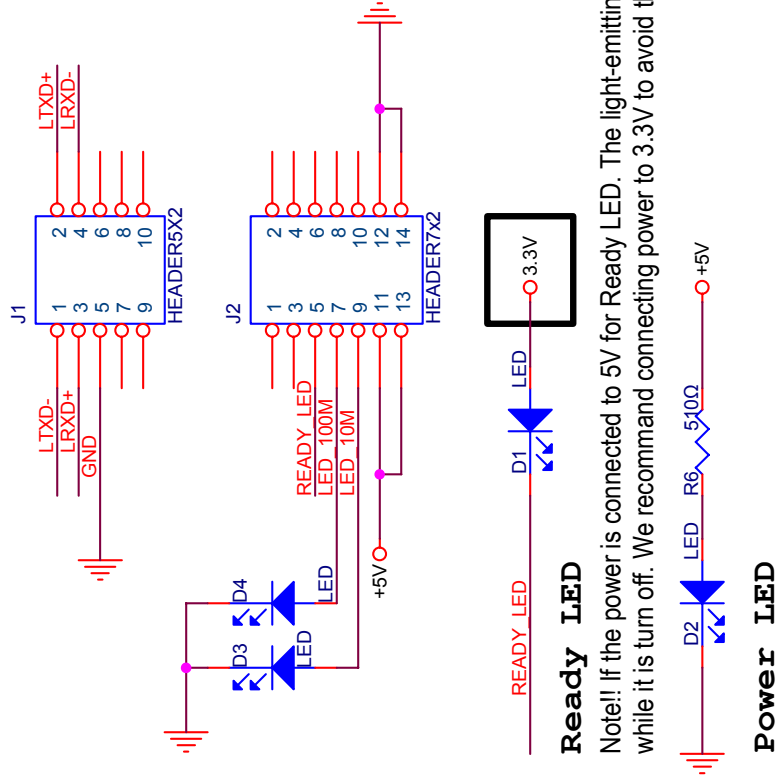 J1
LTXD-
LRXD+
GND
1 2
3 4
5 6
7 8
9 10
LTXD+
LRXD-
HEADER5X2
J2
1 2
3 4
5 6
7 8
9 10
11 12
13 14
HEADER7x2
READY_LED
LED_100M
LED_10M
+5V
D4
LED
D3
LED
READY_LED
D1
LED
3.3V
Ready LED
Note!! If the power is connected to 5V for Ready LED. The light-emitting
while it is turn off. We recommand connecting power to 3.3V to avoid t
D2
LED
R6
510Ω
+5V
Power LED